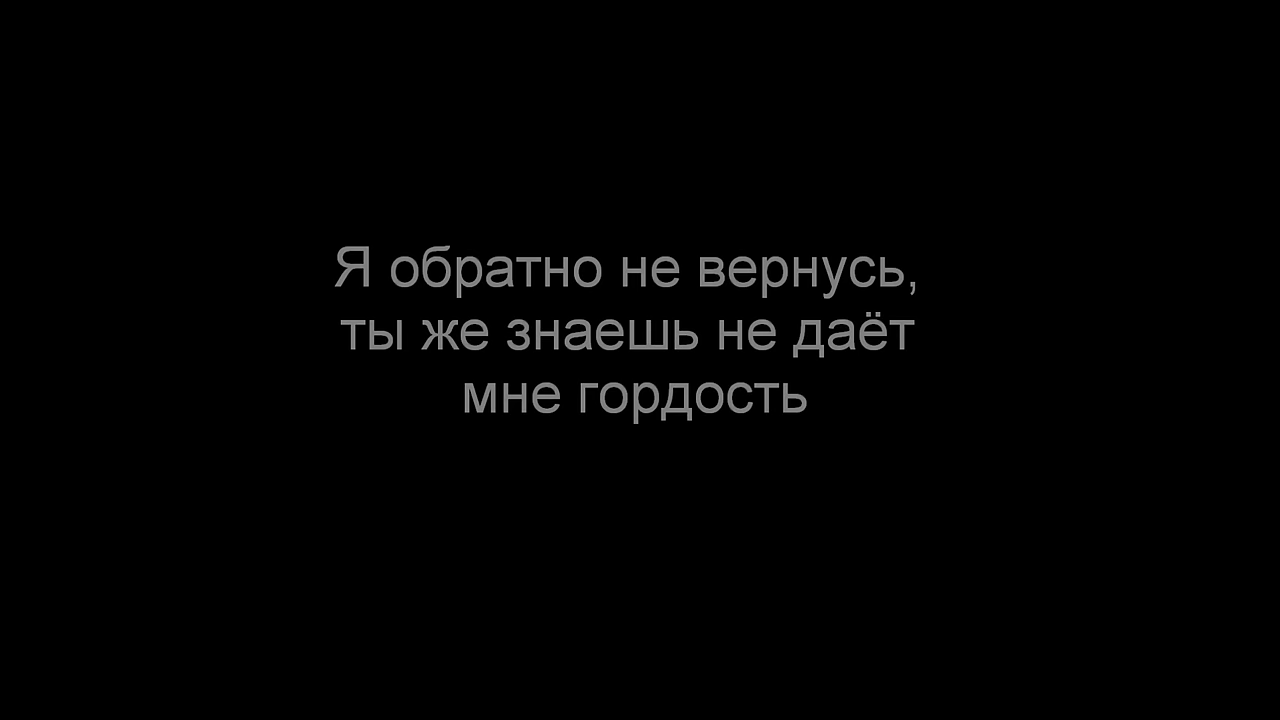 Я обратно не вернусь,
ты же знаешь не даёт
мне гордость